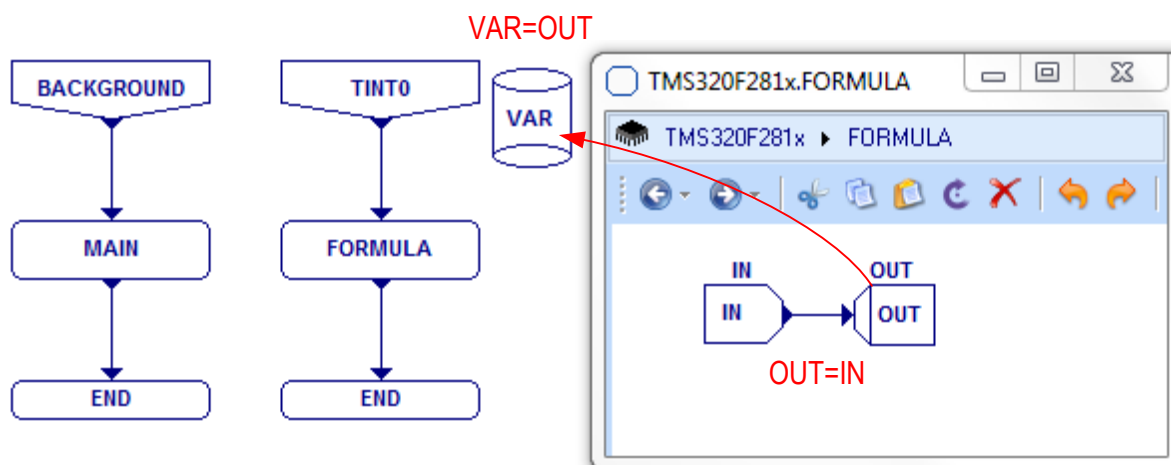 VAR=OUT
BACKGROUND
TINT0
VAR
MAIN
FORMULA
END
END
TMS320F281x.FORMULA
TMS320F281x FORMULA
IN
OUT
IN
OUT
OUT=IN